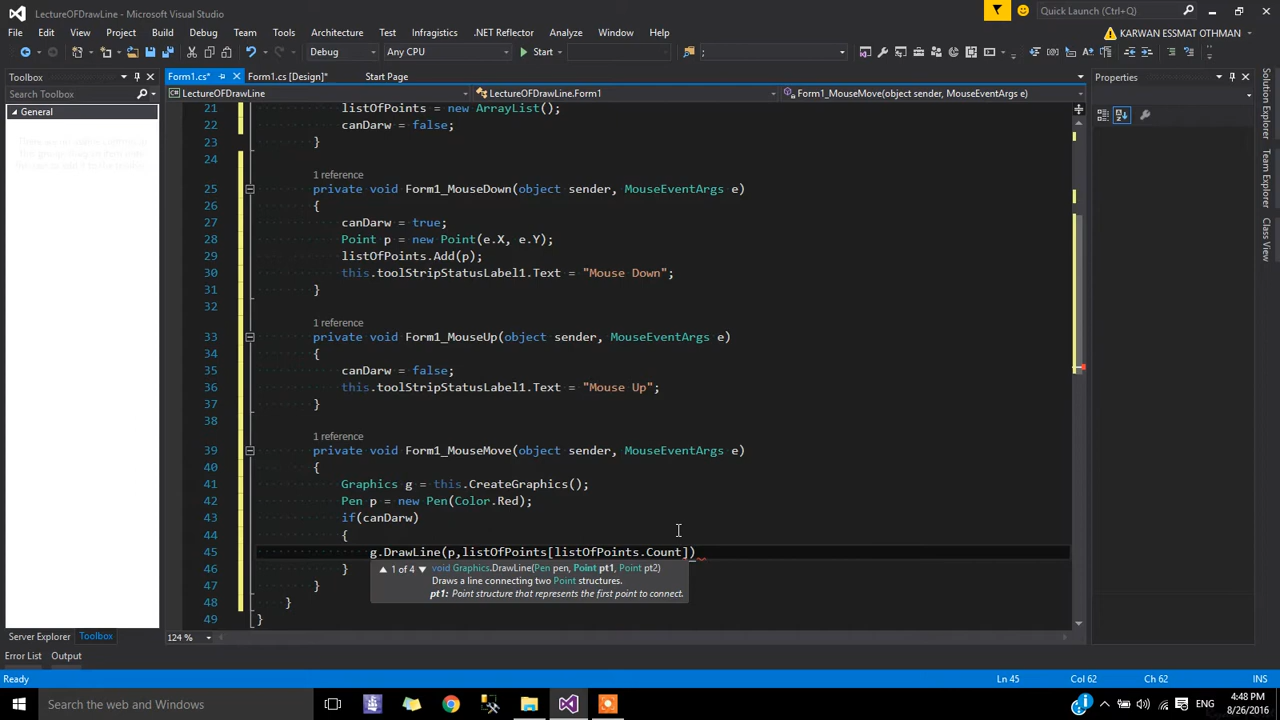 LectureOFDrawLine - Microsoft Visual Studio
Quick Launch (Ctrl+Q)
File Edit View Project Build Debug Team Tools Architecture Test .NET Reflector Analyze Window Help
KARWAN ESSMAT OTHMAN
Debug Any CPU Start ;
Toolbox
Form1.cs* Form1.cs [Design]* Start Page
Properties
Search Toolbox
LectureOFDrawLine LectureOFDrawLine.Form1 Form1_MouseMove(object sender, MouseEventArgs e)
General
21 listOfPoints = new ArrayList();
22 canDarw = false;
23 }
24
1 reference
25 private void Form1_MouseDown(object sender, MouseEventArgs e)
26 {
27 canDarw = true;
28 Point p = new Point(e.X, e.Y);
29 listOfPoints.Add(p);
30 this.toolStripStatusLabel1.Text = "Mouse Down";
31 }
32
1 reference
33 private void Form1_MouseUp(object sender, MouseEventArgs e)
34 {
35 canDarw = false;
36 this.toolStripStatusLabel1.Text = "Mouse Up";
37 }
38
1 reference
39 private void Form1_MouseMove(object sender, MouseEventArgs e)
40 {
41 Graphics g = this.CreateGraphics();
42 Pen p = new Pen(Color.Red);
43 if(canDarw)
44 {
45 g.DrawLine(p,listOfPoints[listOfPoints.Count])
46 }
47 }
48 }
49 }
1 of 4 void Graphics.DrawLine(Pen pen, Point pt1, Point pt2)
Draws a line connecting two Point structures.
pt1: Point structure that represents the first point to connect.
Solution Explorer
Team Explorer
Class View
Server Explorer Toolbox
124 %
Error List Output
Ready Ln 45 Col 62 Ch 62 INS
Search the web and Windows
4:48 PM
8/26/2016